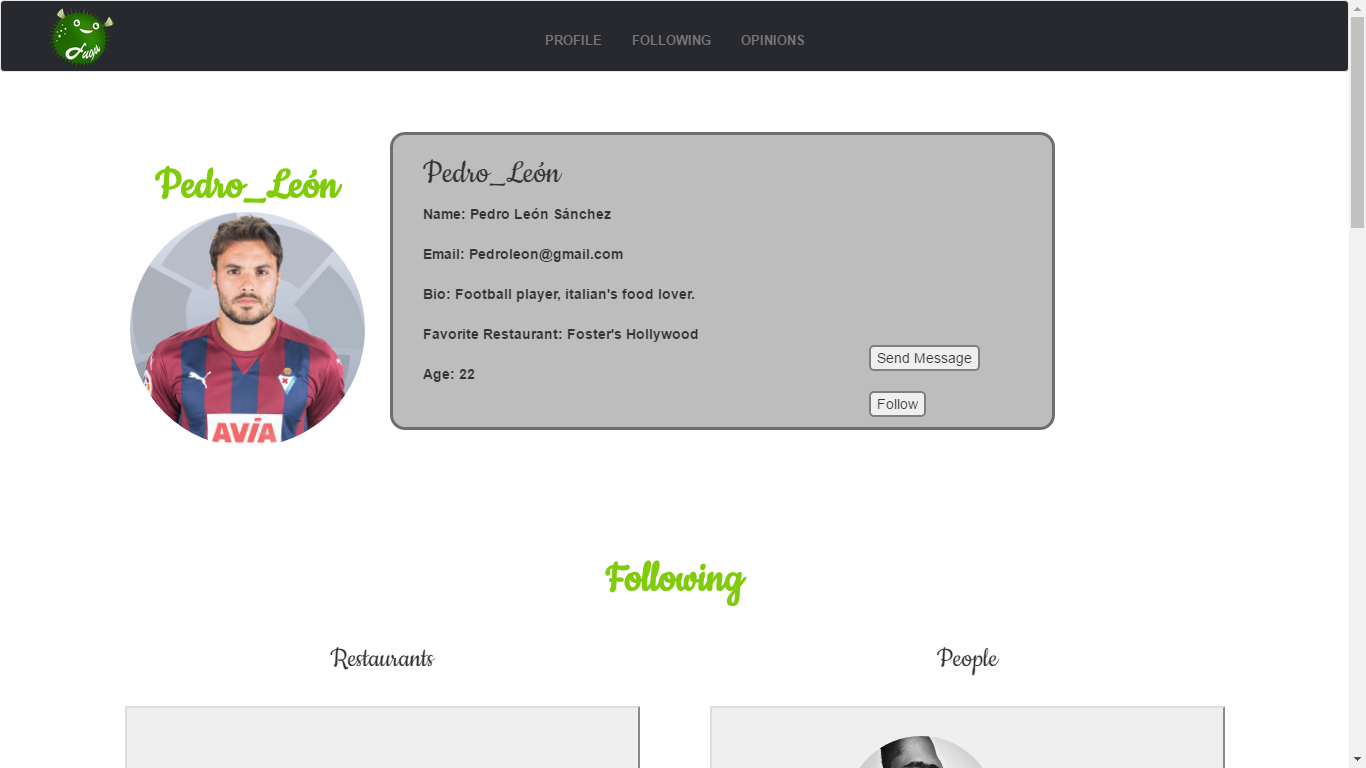 Fugu
PROFILE FOLLOWING OPINIONS
Pedro_León
AVIA
Pedro_León
Name: Pedro León Sánchez
Email: Pedroleon@gmail.com
Bio: Football player, italian's food lover.
Favorite Restaurant: Foster's Hollywood
Age: 22
Send Message
Follow
Following
Restaurants
People